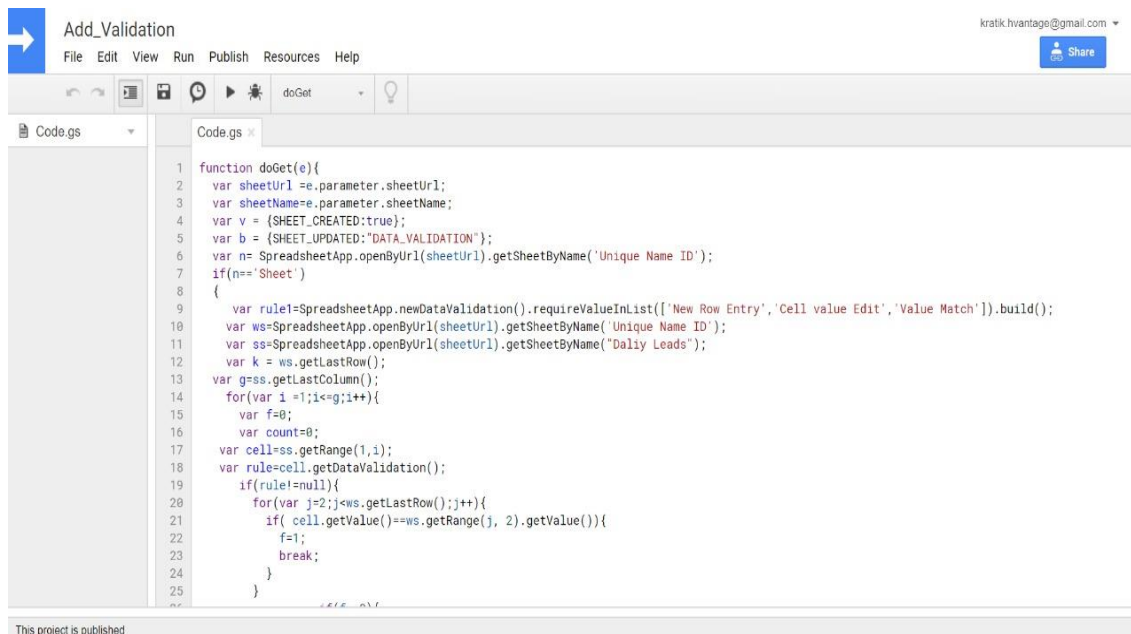 Add_Validation
kratik.hvantage@gmail.com
File Edit View Run Publish Resources Help
Share
doGet
Code.gs
Code.gs
1 function doGet(e){
2 var sheetUrl =e.parameter.sheetUrl;
3 var sheetName=e.parameter.sheetName;
4 var v = {SHEET_CREATED:true};
5 var b = {SHEET_UPDATED:"DATA_VALIDATION"};
6 var n= SpreadsheetApp.openByUrl(sheetUrl).getSheetByName('Unique Name ID');
7 if(n=='Sheet')
8 {
9 var rule1=SpreadsheetApp.newDataValidation().requireValueInList(['New Row Entry','Cell value Edit','Value Match']).build();
10 var ws=SpreadsheetApp.openByUrl(sheetUrl).getSheetByName('Unique Name ID');
11 var ss=SpreadsheetApp.openByUrl(sheetUrl).getSheetByName("Daliy Leads");
12 var k = ws.getLastRow();
13 var g=ss.getLastColumn();
14 for(var i =1;i<=g;i++){
15 var f=0;
16 var count=0;
17 var cell=ss.getRange(1,i);
18 var rule=cell.getDataValidation();
19 if(rule!=null){
20 for(var j=2;j<ws.getLastRow();j++){
21 if( cell.getValue()==ws.getRange(j, 2).getValue()){
22 f=1;
23 break;
24 }
25 }
This project is published